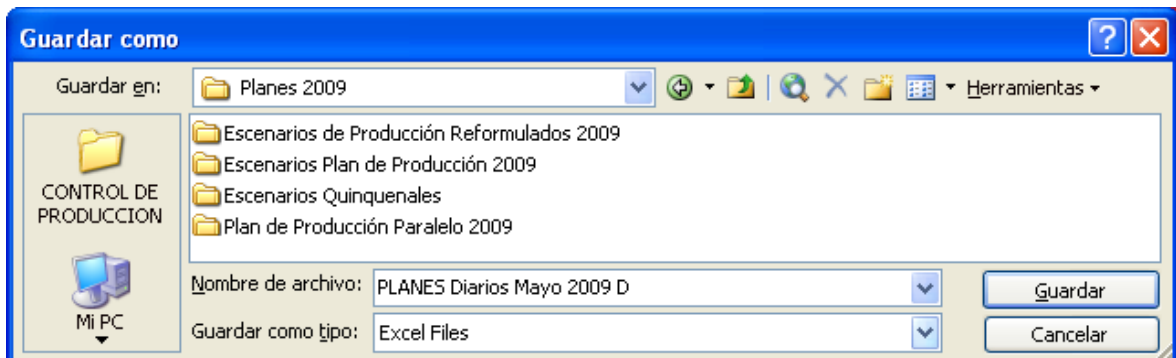 Guardar como
Guardar en:
Planes 2009
Herramientas
CONTROL DE
PRODUCCION
Mi PC
Escenarios de Producción Reformulados 2009
Escenarios Plan de Producción 2009
Escenarios Quinquenales
Plan de Producción Paralelo 2009
Nombre de archivo: PLANES Diarios Mayo 2009 D
Guardar
Guardar como tipo: Excel Files
Cancelar